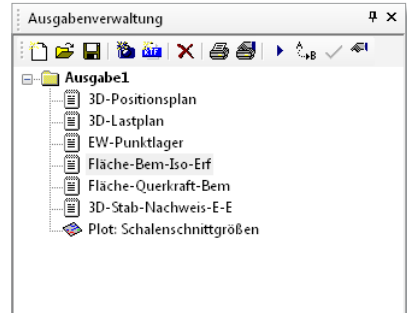 Ausgabenverwaltung
RTF
A→B
Ausgabe1
3D-Positionsplan
3D-Lastplan
EW-Punktlager
Fläche-Bem-Iso-Erf
Fläche-Querkraft-Bem
3D-Stab-Nachweis-E-E
Plot: Schalenschnittgrößen